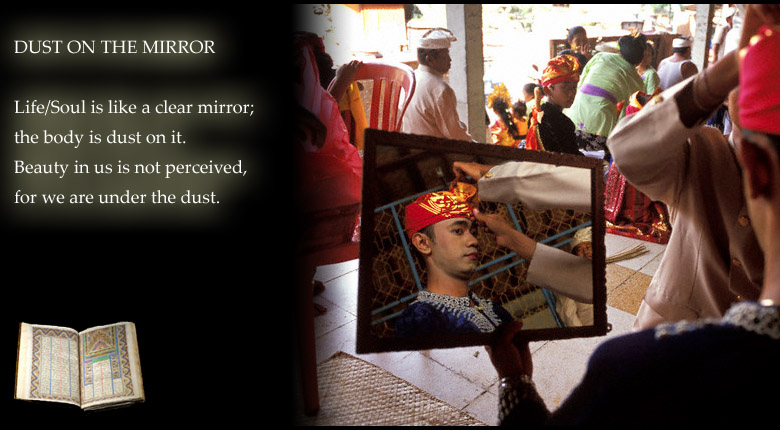 DUST ON THE MIRROR
Life/Soul is like a clear mirror;
the body is dust on it.
Beauty in us is not perceived,
for we are under the dust.